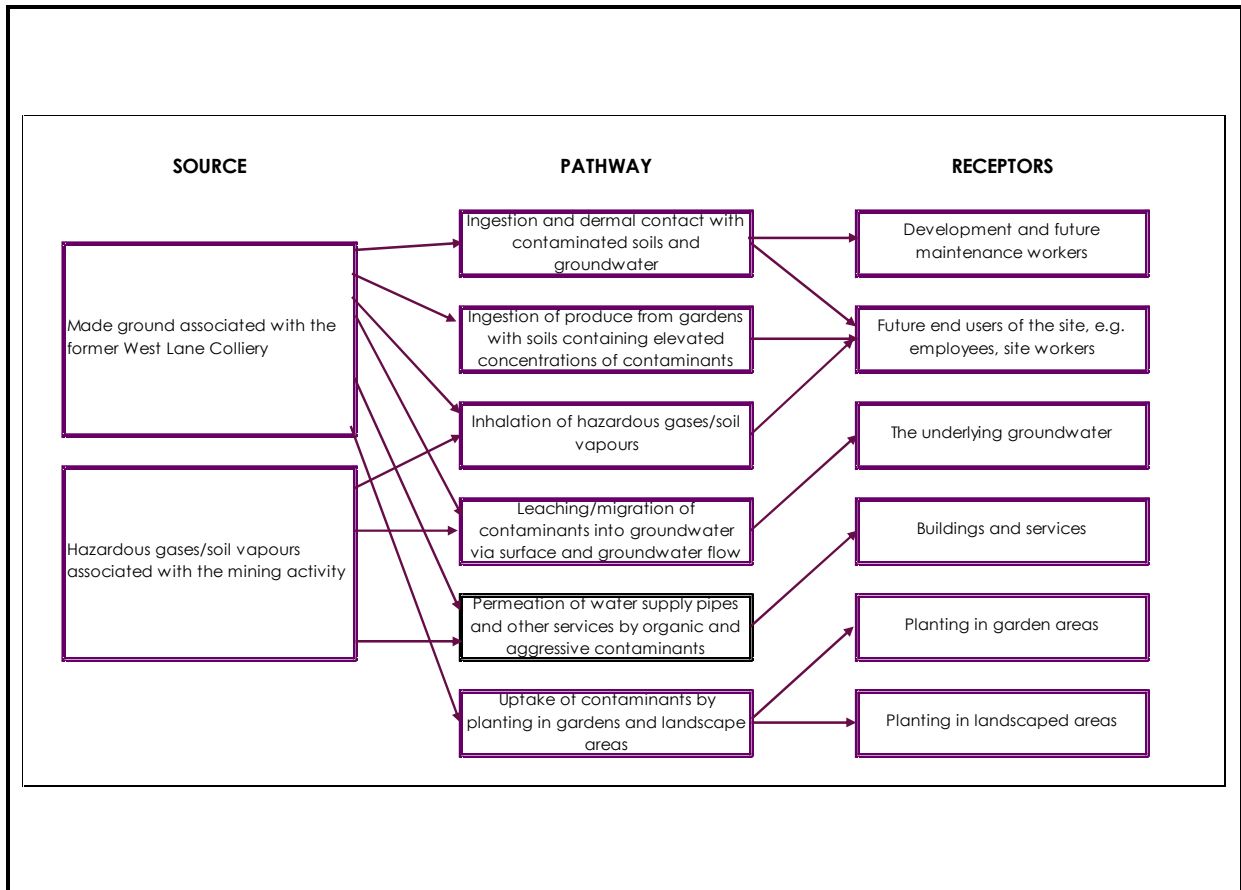 SOURCE
PATHWAY
RECEPTORS
Made ground associated with the
former West Lane Colliery
Hazardous gases/soil vapours
associated with the mining activity
Ingestion and dermal contact with
contaminated soils and
groundwater
Ingestion of produce from gardens
with soils containing elevated
concentrations of contaminants
Inhalation of hazardous gases/soil
vapours
Leaching/migration of
contaminants into groundwater
via surface and groundwater flow
Permeation of water supply pipes
and other services by organic and
aggressive contaminants
Uptake of contaminants by
planting in gardens and landscape
areas
Development and future
maintenance workers
Future end users of the site, e.g.
employees, site workers
The underlying groundwater
Buildings and services
Planting in garden areas
Planting in landscaped areas